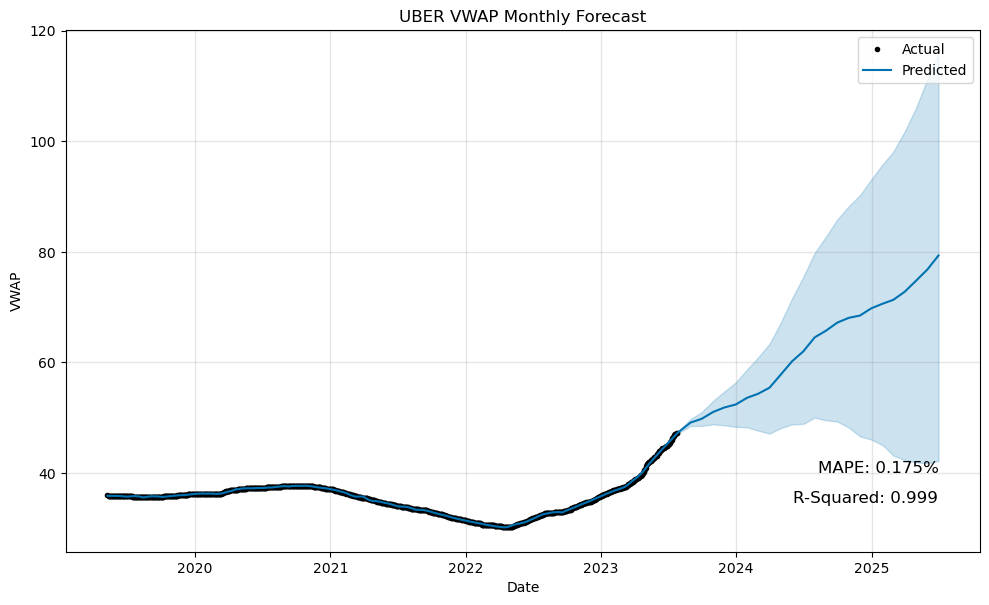 UBER VWAP Monthly Forecast
Actual
Predicted
120
100
80
60
40
VWAP
MAPE: 0.175%
R-Squared: 0.999
2020
2021
2022
2023
2024
2025
Date